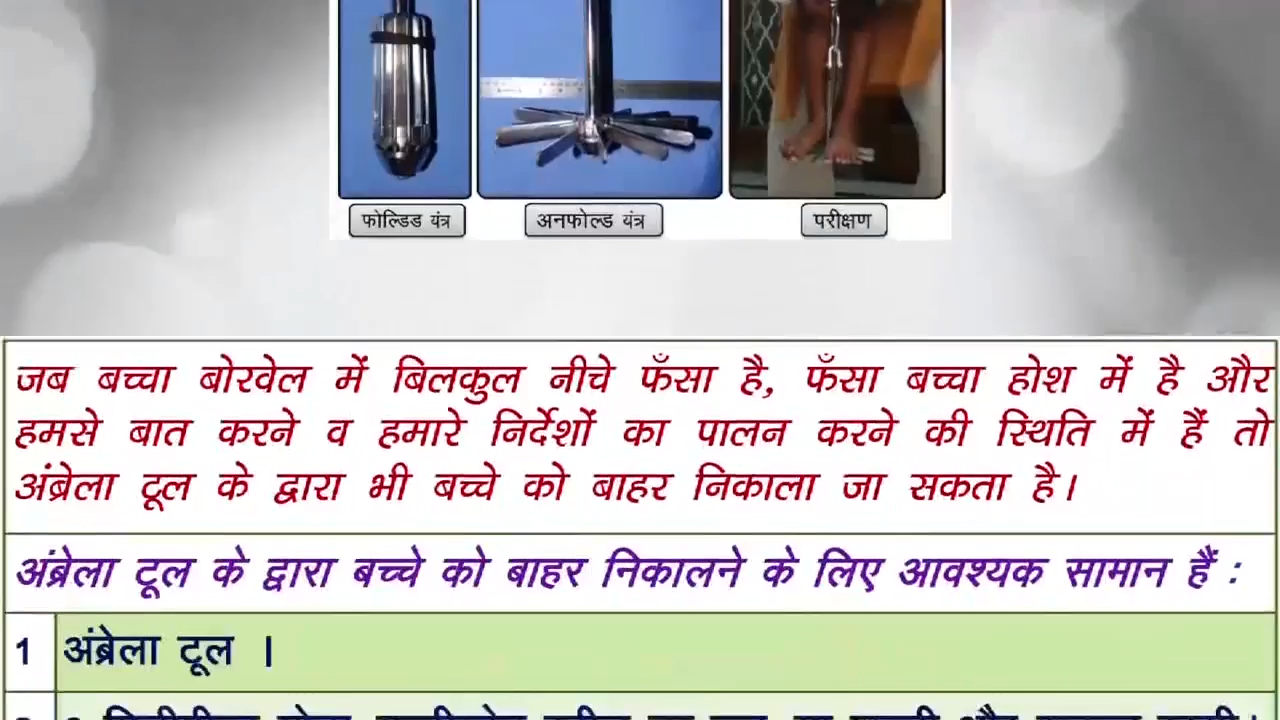 फोल्डिड यंत्र
अनफोल्ड यंत्र
परीक्षण
जब बच्चा बोरवेल में बिलकुल नीचे फँसा है, फँसा बच्चा होश में है और
हमसे बात करने व हमारे निर्देशों का पालन करने की स्थिति में हैं तो
अंब्रेला टूल के द्वारा भी बच्चे को बाहर निकाला जा सकता है।
अंब्रेला टूल के द्वारा बच्चे को बाहर निकालने के लिए आवश्यक सामान हैं :
1 अंब्रेला टूल ।